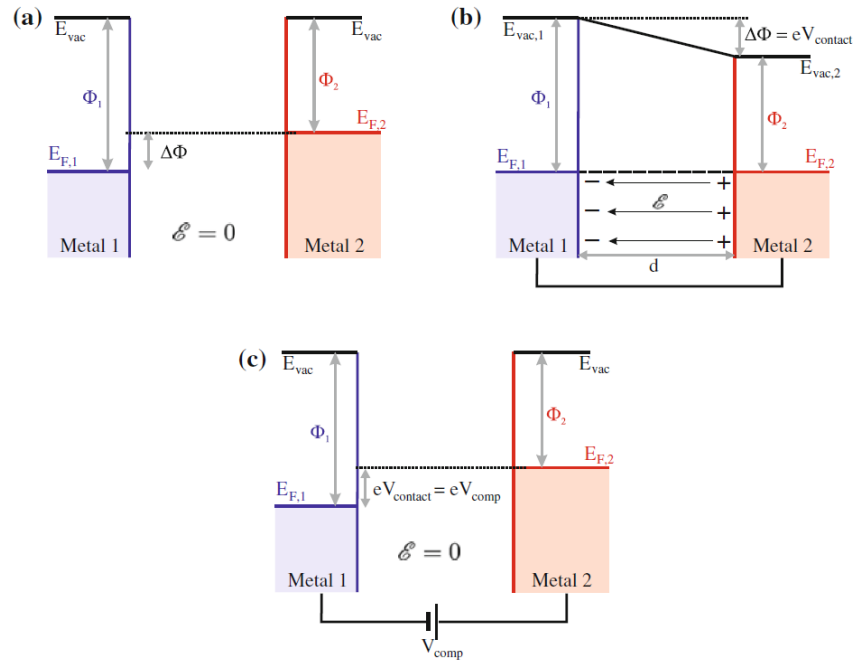 (a)
E_vac
E_vac
Φ_1
Φ_2
E_F,2
ΔΦ
E_F,1
Metal 1
ℰ = 0
Metal 2
(b)
E_vac,1
ΔΦ = eV_contact
E_vac,2
Φ_1
Φ_2
E_F,1
E_F,2
− +
ℰ
− +
− +
Metal 1
Metal 2
d
(c)
E_vac
E_vac
Φ_1
Φ_2
E_F,2
eV_contact = eV_comp
E_F,1
ℰ = 0
Metal 1
Metal 2
V_comp